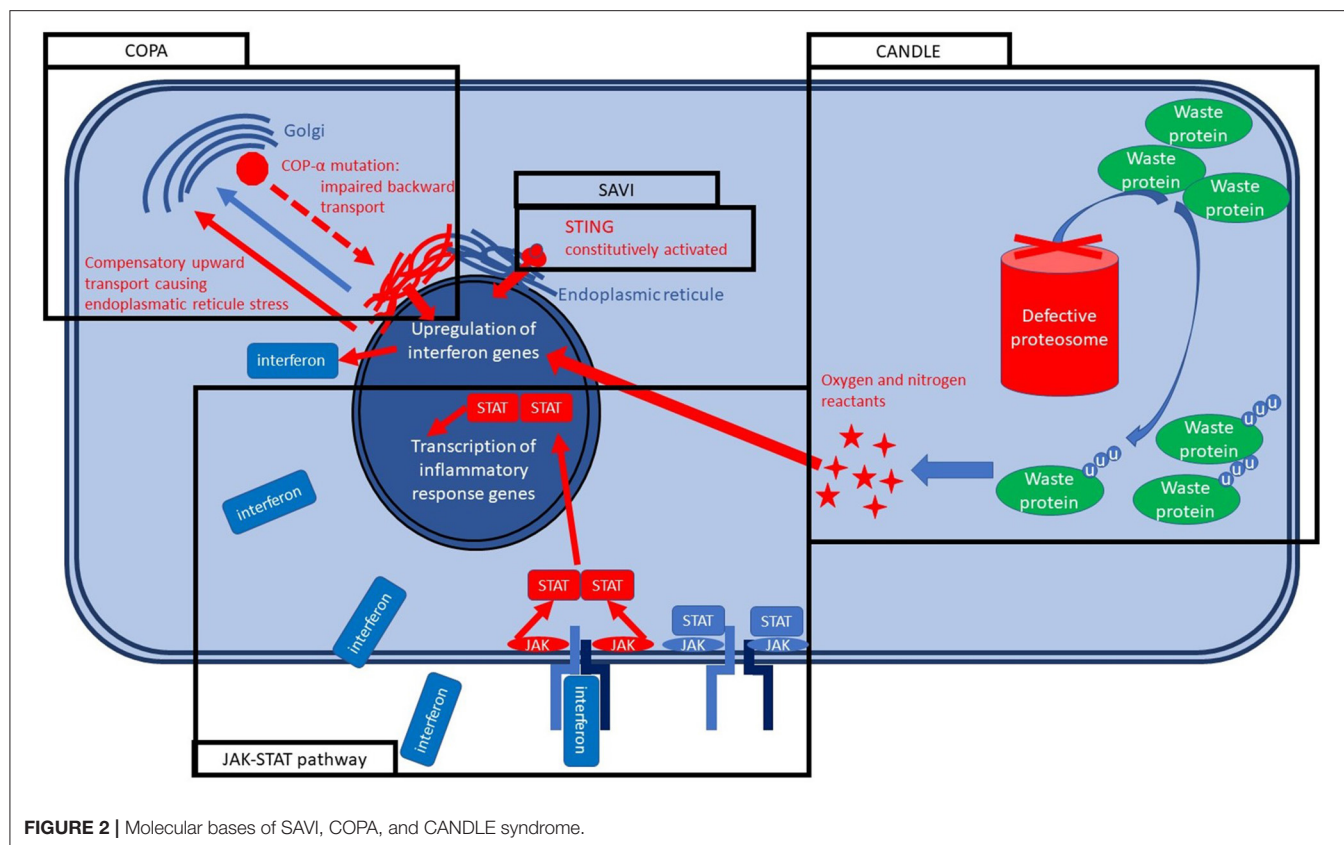 COPA
CANDLE
Golgi
COP-α mutation:
impaired backward
transport
Compensatory upward
transport causing
endoplasmatic reticule stress
SAVI
STING
constitutively activated
Endoplasmic reticule
Waste
protein
Waste
protein
Waste
protein
Defective
proteosome
Upregulation of
interferon genes
interferon
STAT STAT
Transcription of
inflammatory
response genes
Oxygen and nitrogen
reactants
U U U
Waste
protein
U U U
Waste
protein
U U U
Waste
protein
interferon
interferon
interferon
STAT STAT
JAK JAK
interferon
STAT STAT
JAK JAK
JAK-STAT pathway
FIGURE 2 | Molecular bases of SAVI, COPA, and CANDLE syndrome.